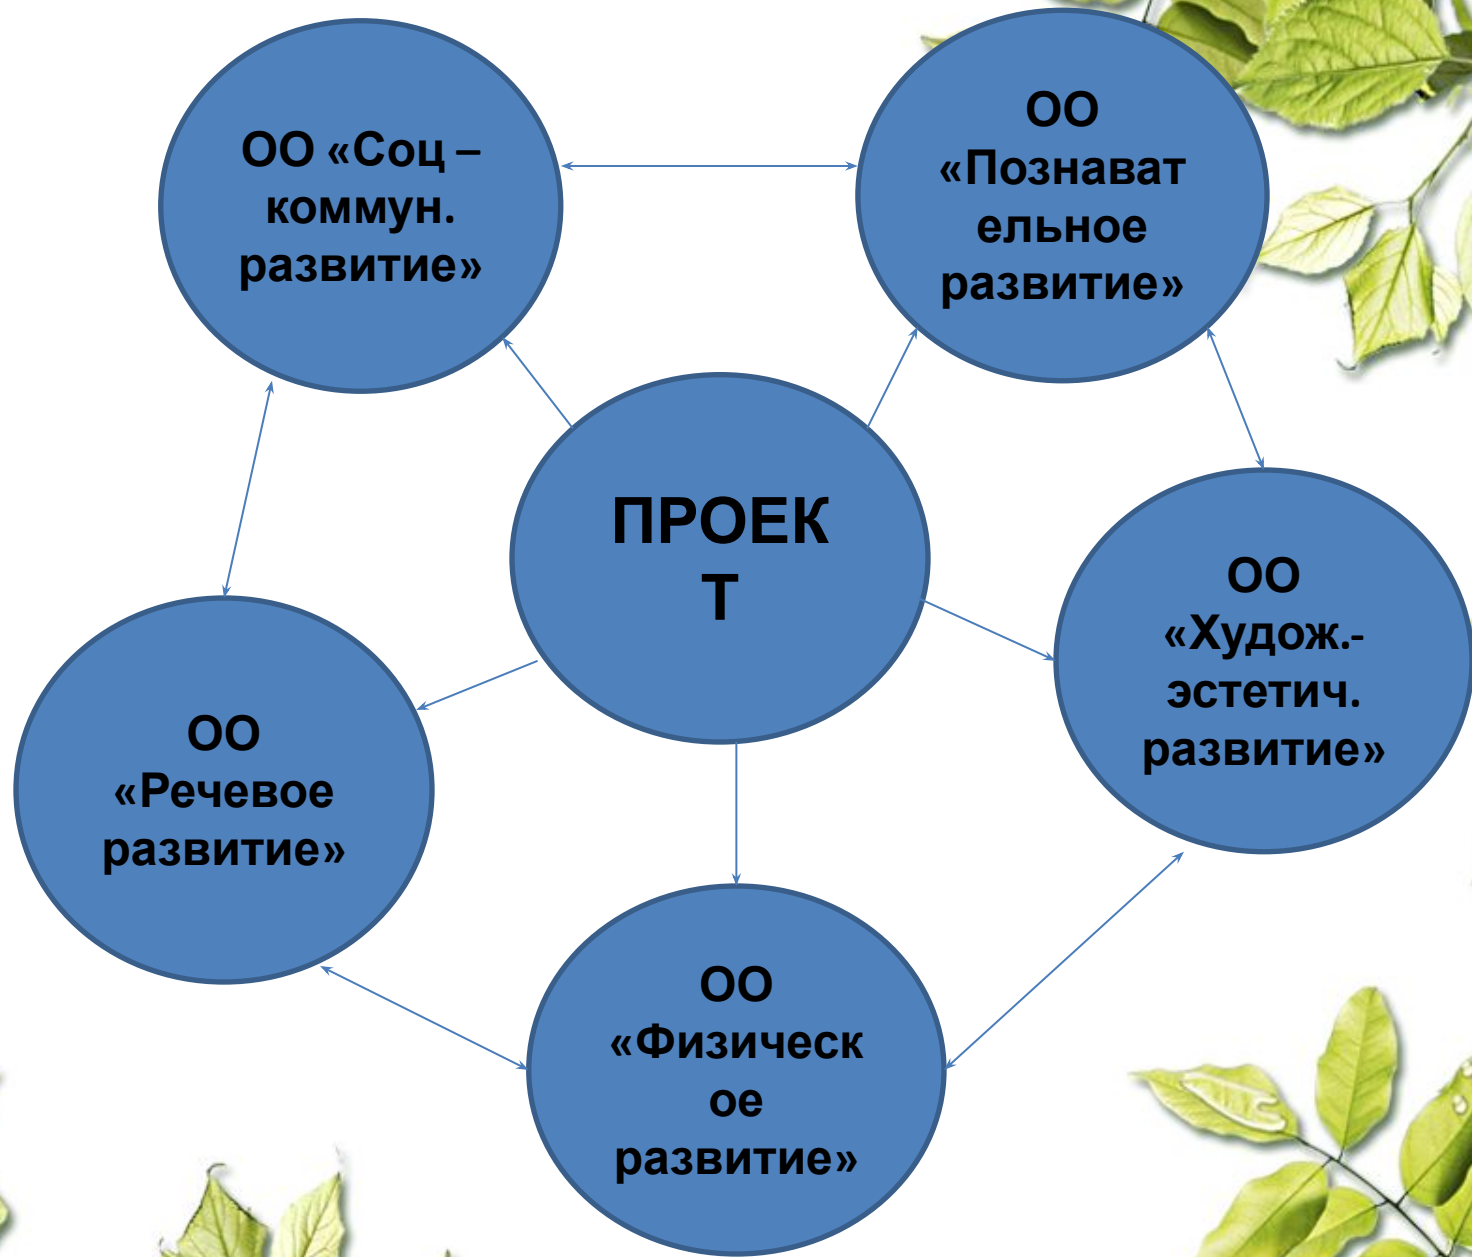 ОО «Соц –
коммун.
развитие»
ОО
«Познават
ельное
развитие»
ПРОЕК
Т
ОО
«Худож.-
эстетич.
развитие»
ОО
«Речевое
развитие»
ОО
«Физическ
ое
развитие»